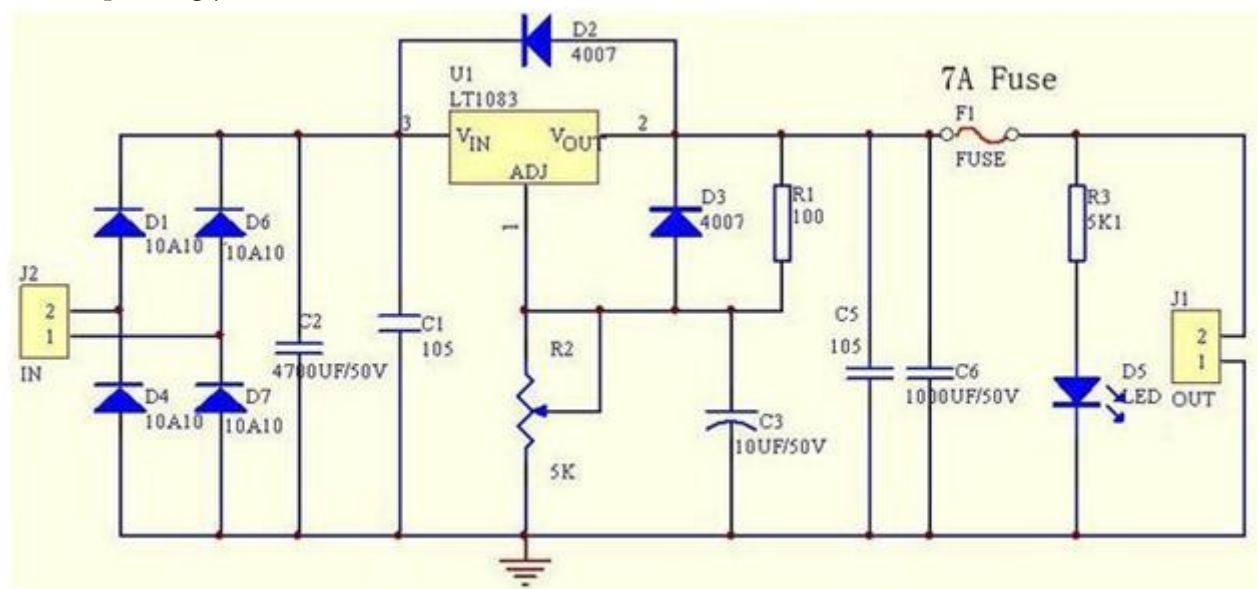 D2
4007
U1
LT1083
7A Fuse
F1
FUSE
3
VIN
VOUT
2
ADJ
1
D1
10A10
D6
10A10
D3
4007
R1
100
R3
5K1
J2
2
1
IN
C2
4700UF/50V
C1
105
R2
5K
C5
105
C6
1000UF/50V
J1
2
1
OUT
D4
10A10
D7
10A10
C3
10UF/50V
D5
LED